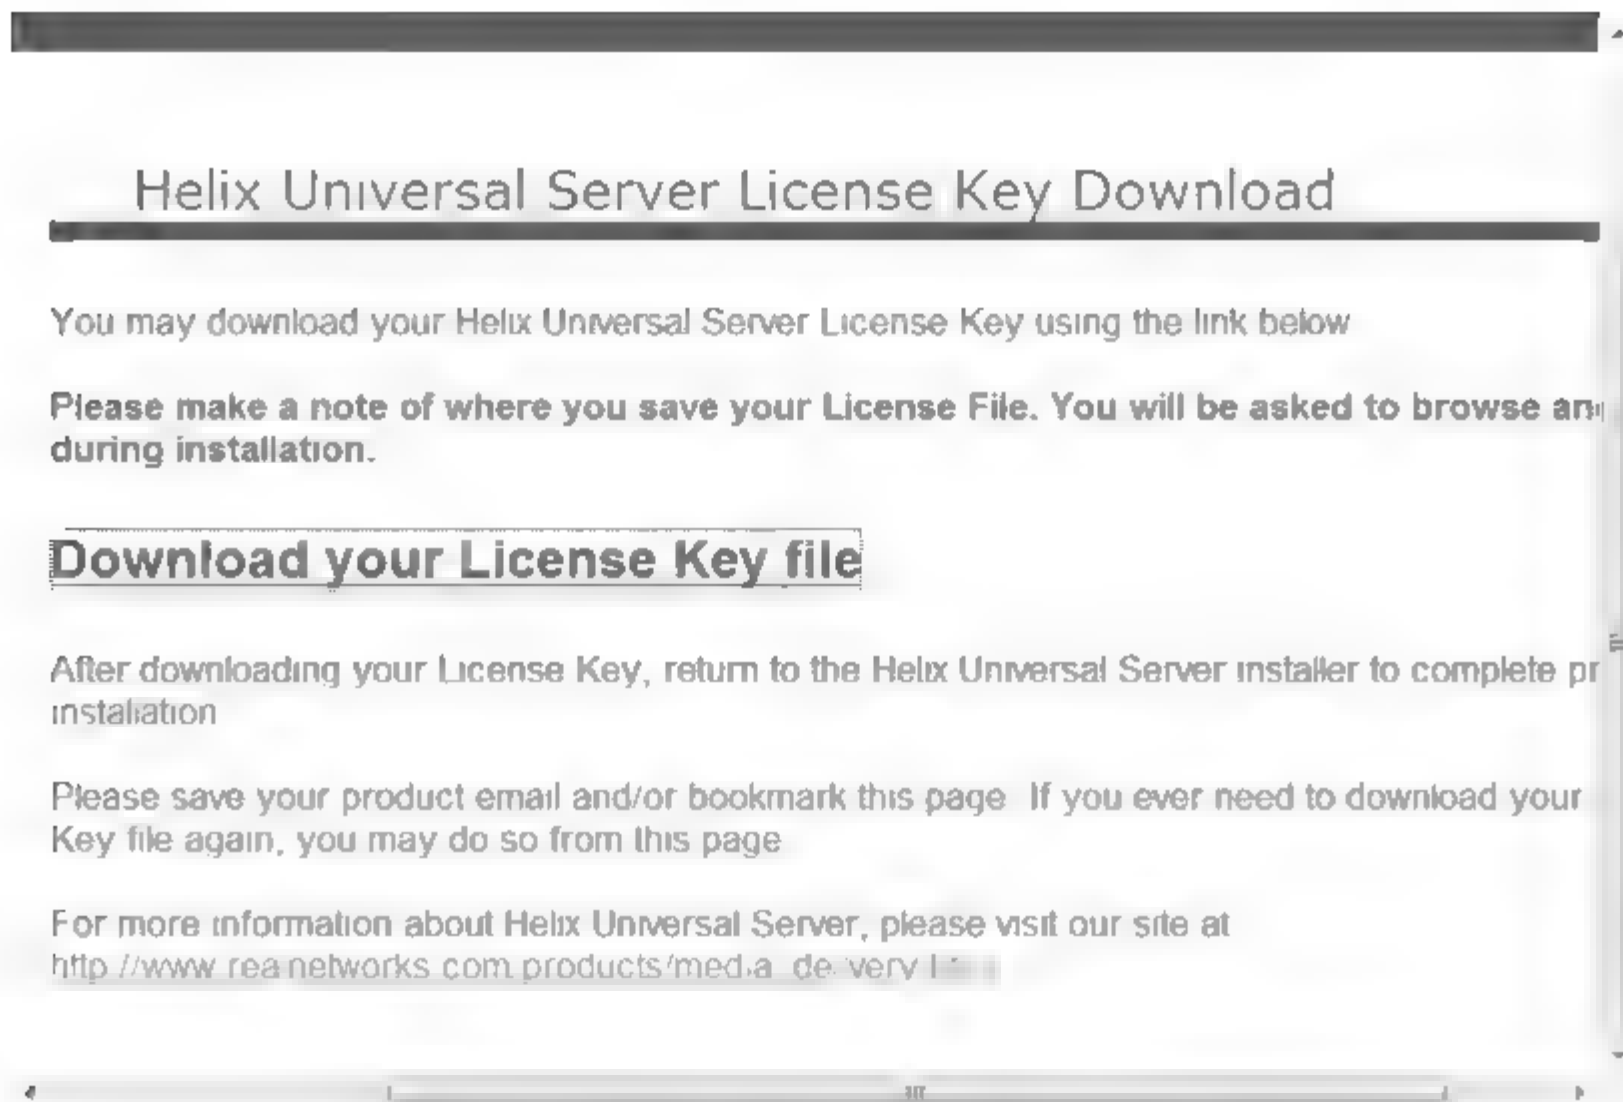 Helix Universal Server License Key Download
You may download your Helix Universal Server License Key using the link below
Please make a note of where you save your License File. You will be asked to browse
during installation.
Download your License Key file
After downloading your License Key, return to the Helix Universal Server installer to complete pr
installation
Please save your product email and/or bookmark this page If you ever need to download your
Key file again, you may do so from this page
For more information about Helix Universal Server, please visit our site at